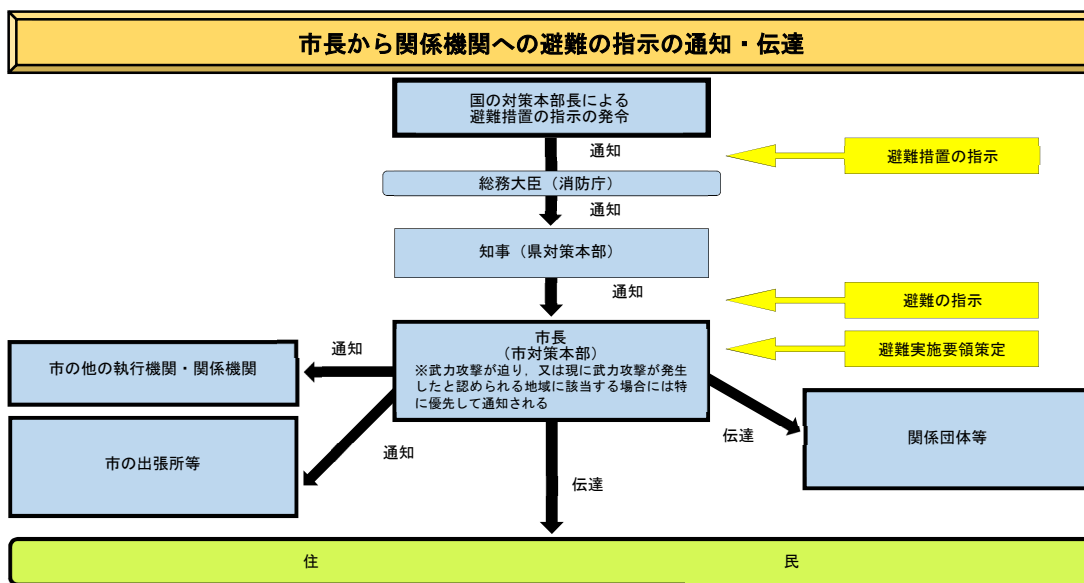 市長から関係機関への避難の指示の通知・伝達
国の対策本部長による
避難措置の指示の発令
通知
避難措置の指示
総務大臣（消防庁）
通知
知事（県対策本部）
通知
避難の指示
市長
（市対策本部）
※武力攻撃が迫り，又は現に武力攻撃が発生
したと認められる地域に該当する場合には特
に優先して通知される
避難実施要領策定
通知
市の他の執行機関・関係機関
伝達
関係団体等
通知
市の出張所等
伝達
住 民